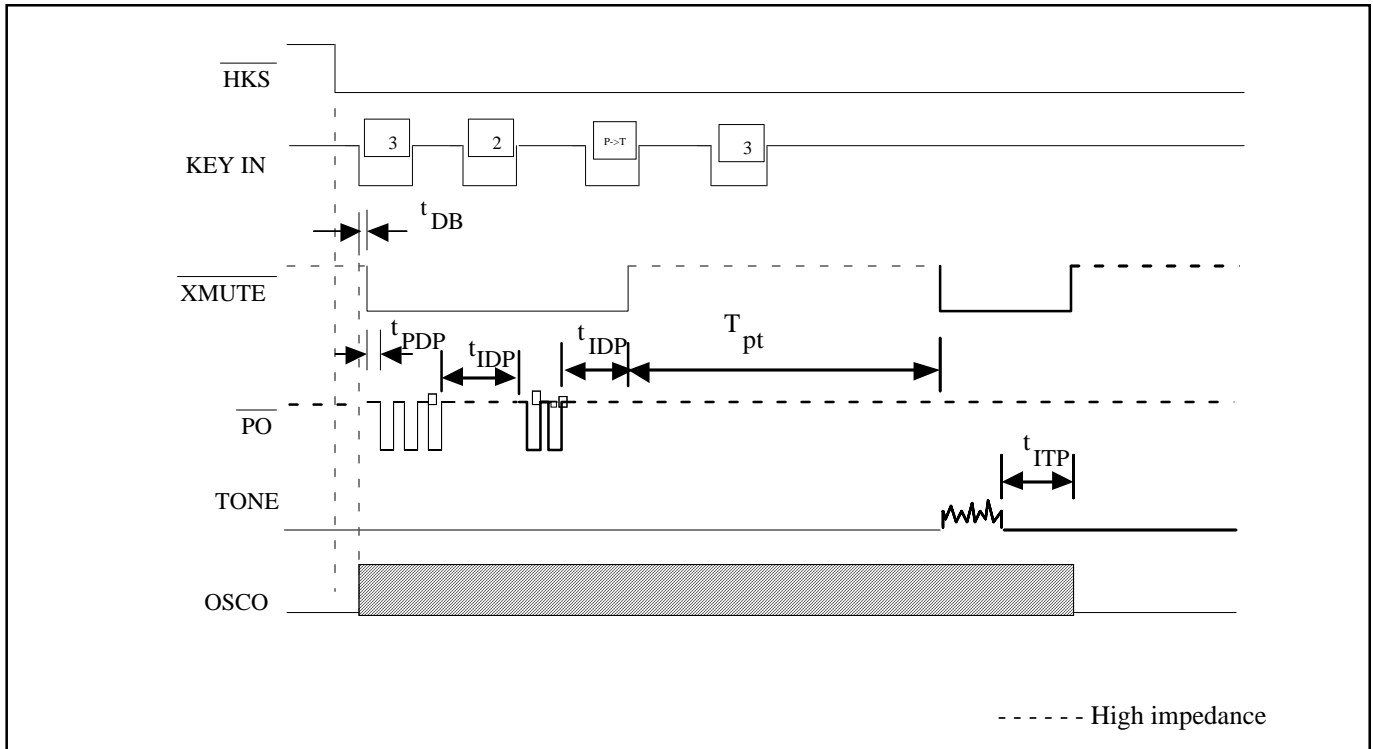 HKS
3
2
P->T
3
KEY IN
t DB
XMUTE
t PDP
t IDP
t IDP
T pt
PO
t ITP
TONE
OSCO
- - - - - - High impedance